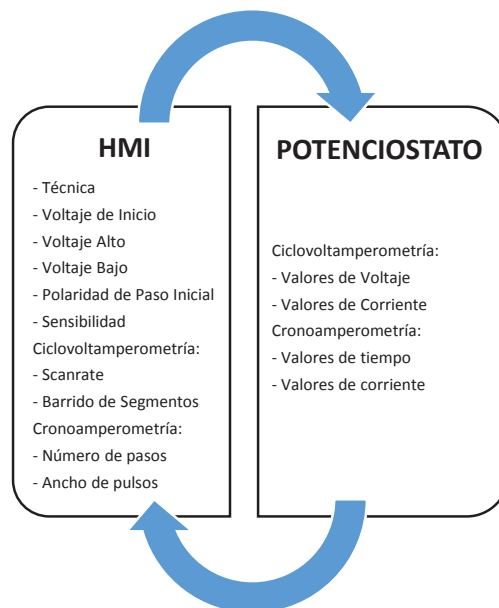 HMI
- Técnica
- Voltaje de Inicio
- Voltaje Alto
- Voltaje Bajo
- Polaridad de Paso Inicial
- Sensibilidad
Ciclovoltamperometría:
- Scanrate
- Barrido de Segmentos
Cronoamperometría:
- Número de pasos
- Ancho de pulsos
POTENCIOSTATO
Ciclovoltamperometría:
- Valores de Voltaje
- Valores de Corriente
Cronoamperometría:
- Valores de tiempo
- Valores de corriente